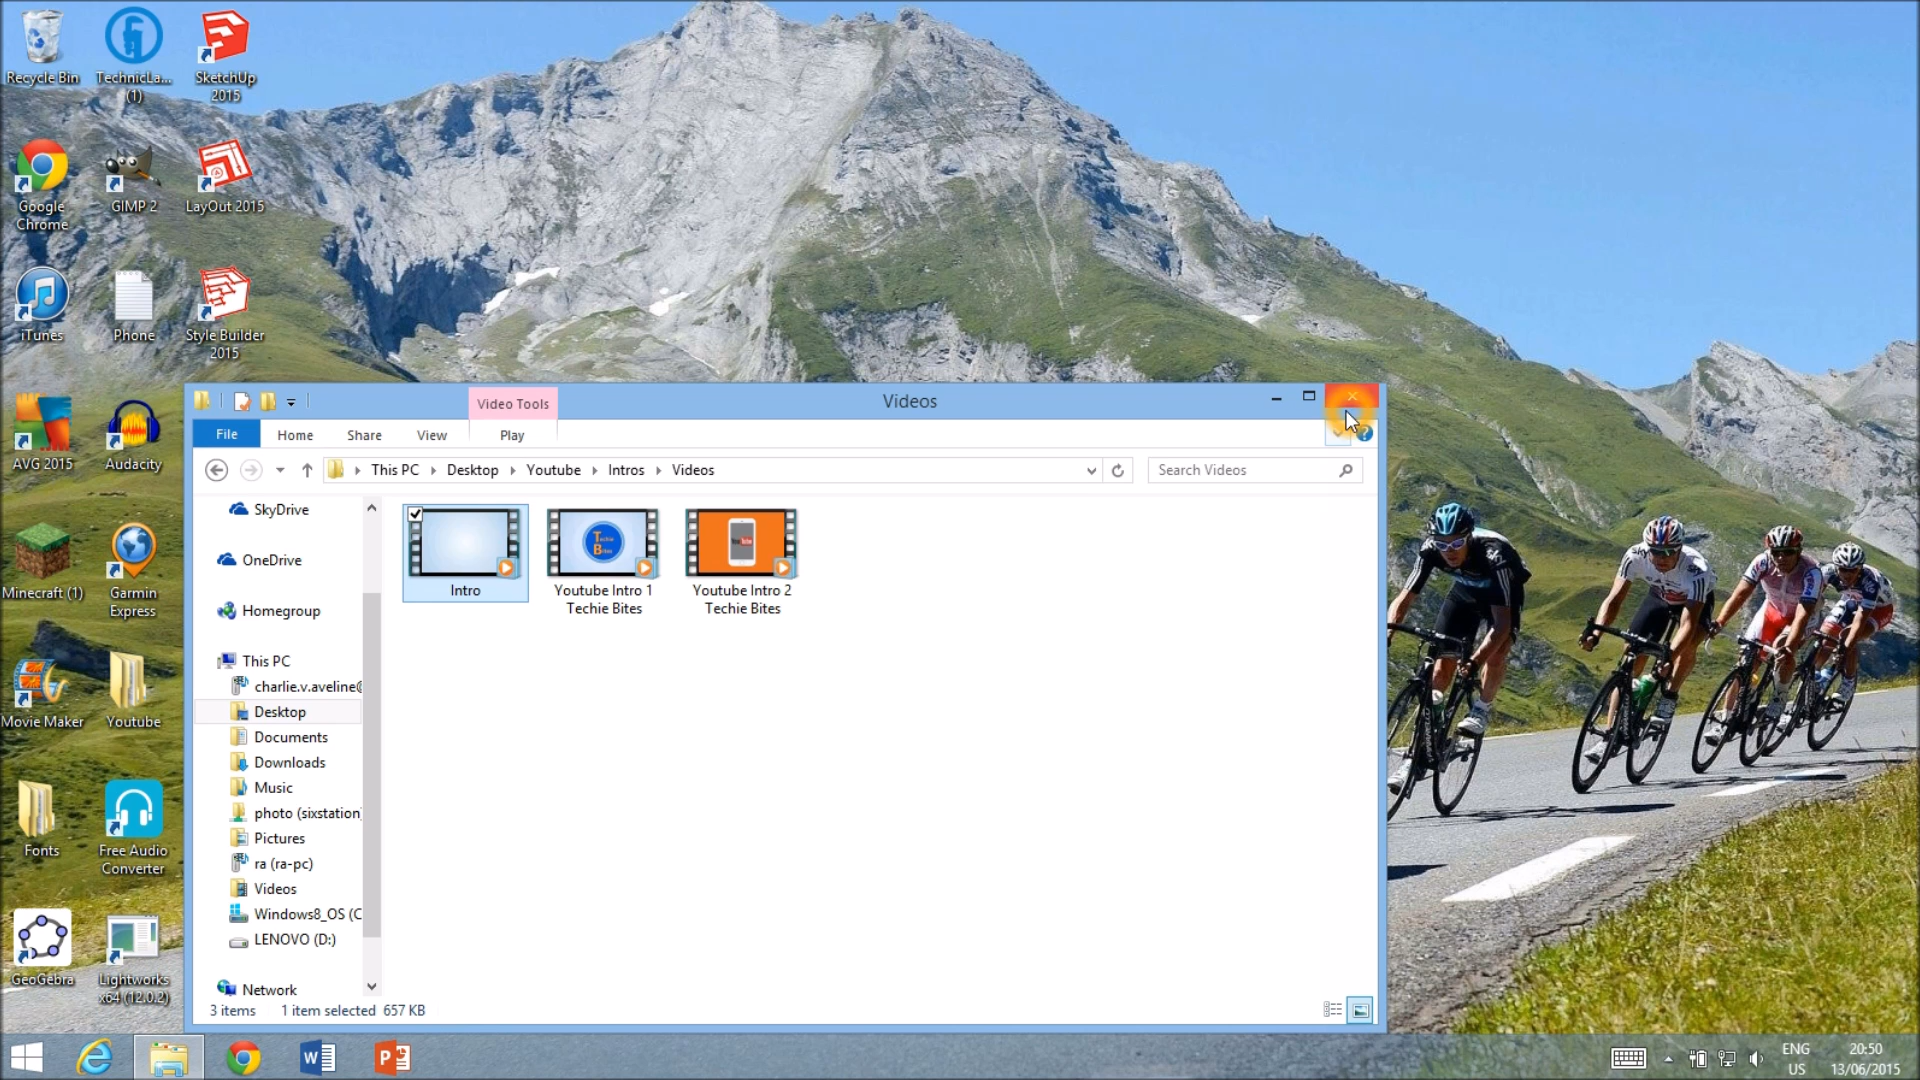 Recycle Bin
TechnicLa...
(1)
SketchUp
2015
Google
Chrome
GIMP 2
LayOut 2015
iTunes
Phone
Style Builder
2015
AVG 2015
Audacity
Minecraft (1)
Garmin
Express
Movie Maker
Youtube
Fonts
Free Audio
Converter
GeoGebra
Lightworks
x64 (12.0.2)
Video Tools
Videos
File
Home
Share
View
Play
This PC
Desktop
Youtube
Intros
Videos
Search Videos
SkyDrive
OneDrive
Homegroup
This PC
charlie.v.aveline@
Desktop
Documents
Downloads
Music
photo (sixstation
Pictures
ra (ra-pc)
Videos
Windows8_OS (C
LENOVO (D:)
Network
Techie
Bites
Intro
Youtube Intro 1
Techie Bites
Youtube Intro 2
Techie Bites
3 items
1 item selected 657 KB
ENG
US
20:50
13/06/2015